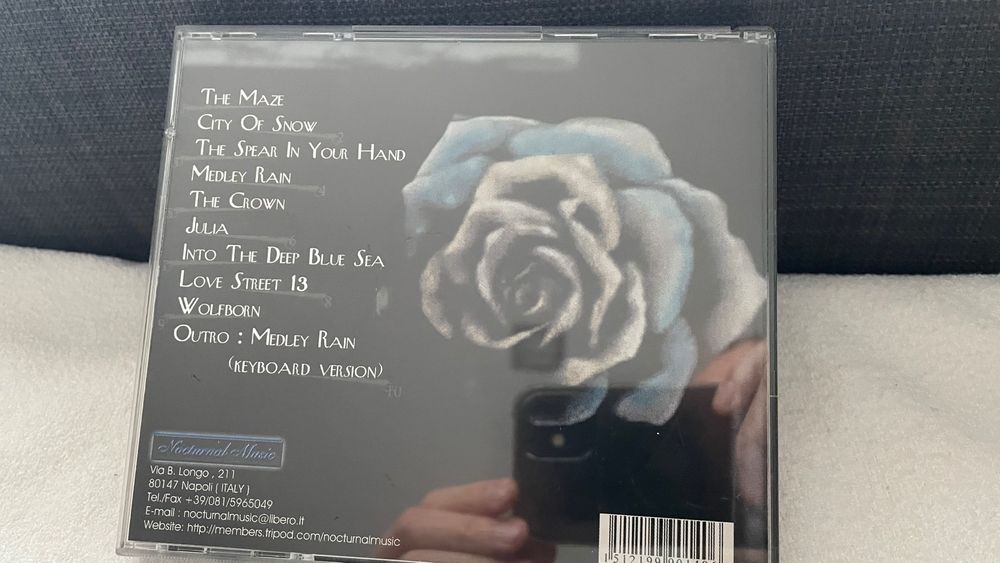 The Maze
City Of Snow
The Spear In Your Hand
Medley Rain
The Crown
Julia
Into The Deep Blue Sea
Love Street 13
Wolfborn
Outro : Medley Rain
(keyboard version)
10
Nocturnal Music
Via B. Longo , 211
80147 Napoli ( ITALY )
Tel./Fax +39/081/5965049
E-mail : nocturnalmusic@libero.it
Website: http://members.tripod.com/nocturnalmusic